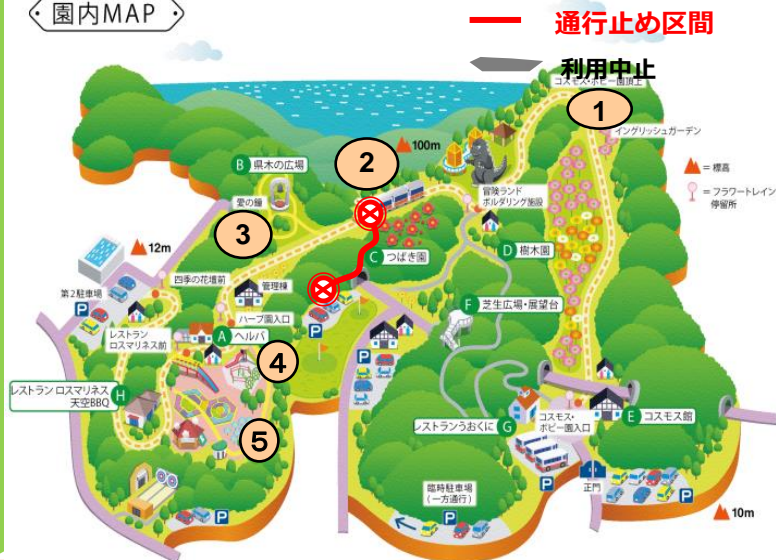 園内MAP
通行止め区間
利用中止
コスモス・ポピー園頂上
1
イングリッシュガーデン
2
100m
B 県木の広場
= 標高
= フラワートレイン
停留所
愛の鐘
冒険ランド
ボルダリング施設
3
12m
C つばき園
D 樹木園
四季の花壇前
管理棟
第2駐車場
P
ハーブ園入口
P
F 芝生広場・展望台
レストラン
ロスマリネス前
A ヘルバ
4
P
レストラン ロスマリネス
天空BBQ
H
レストランうおくに
G
コスモス・
ポピー園入口
E コスモス館
5
臨時駐車場
(一方通行)
P
正門
P
P
P
10m